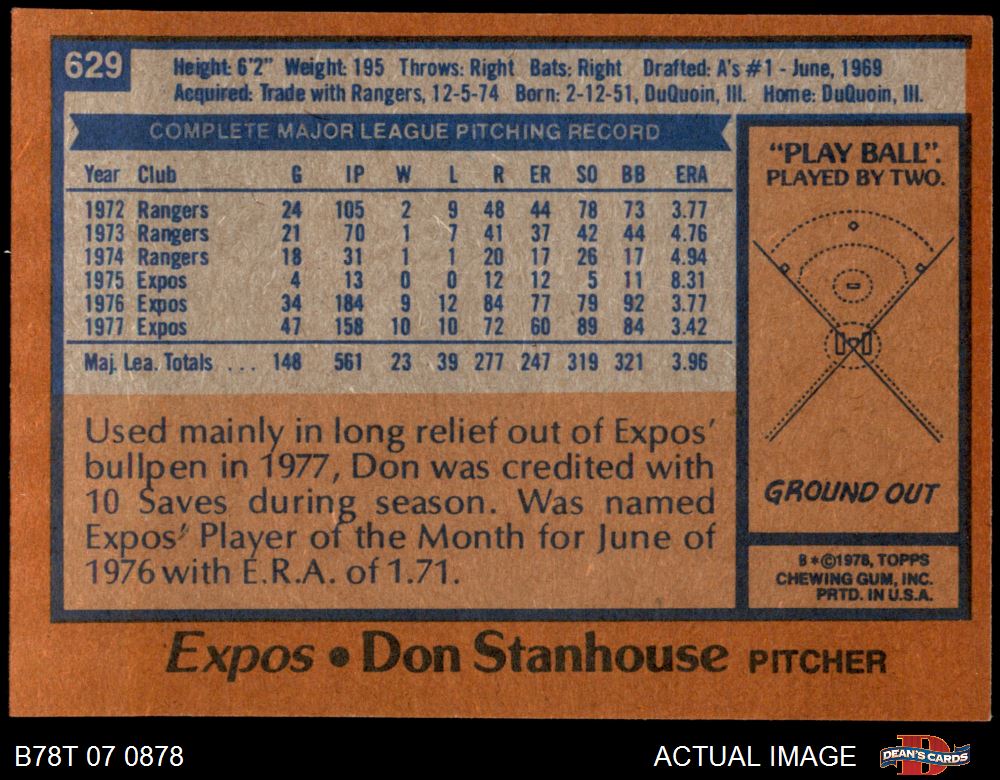 629
Height: 6'2" Weight: 195 Throws: Right Bats: Right Drafted: A's #1 - June, 1969
Acquired: Trade with Rangers, 12-5-74 Born: 2-12-51, DuQuoin, Ill. Home: DuQuoin, Ill.
COMPLETE MAJOR LEAGUE PITCHING RECORD
Year Club G IP W L R ER SO BB ERA
1972 Rangers 24 105 2 9 48 44 78 73 3.77
1973 Rangers 21 70 1 7 41 37 42 44 4.76
1974 Rangers 18 31 1 1 20 17 26 17 4.94
1975 Expos 4 13 0 0 12 12 5 11 8.31
1976 Expos 34 184 9 12 84 77 79 92 3.77
1977 Expos 47 158 10 10 72 60 89 84 3.42
Maj. Lea. Totals ... 148 561 23 39 277 247 319 321 3.96
Used mainly in long relief out of Expos'
bullpen in 1977, Don was credited with
10 Saves during season. Was named
Expos' Player of the Month for June of
1976 with E.R.A. of 1.71.
"PLAY BALL".
PLAYED BY TWO.
GROUND OUT
B*©1978, TOPPS
CHEWING GUM, INC.
PRTD. IN U.S.A.
Expos • Don Stanhouse PITCHER
B78T 07 0878
ACTUAL IMAGE
DEAN'S CARDS